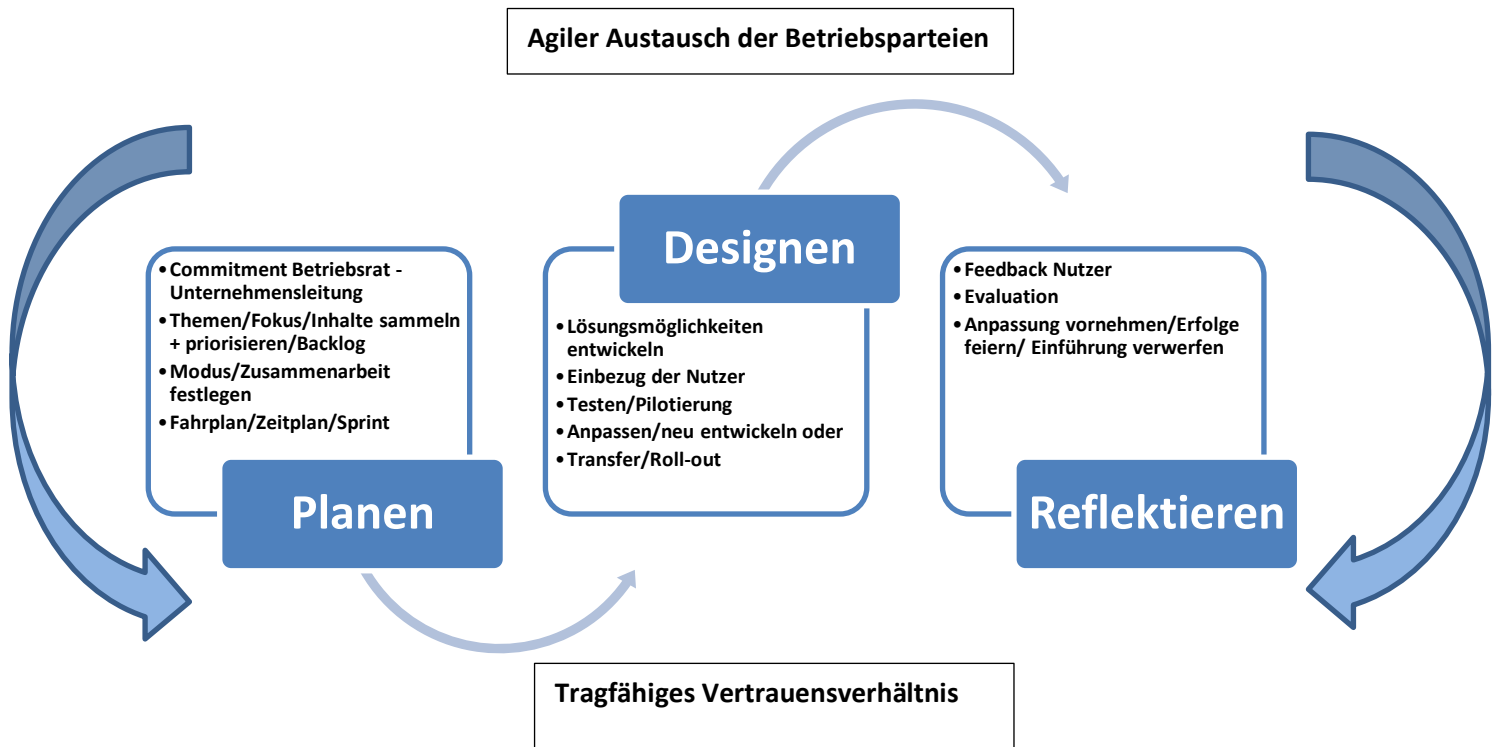 Agiler Austausch der Betriebsparteien
• Commitment Betriebsrat -
Unternehmensleitung
• Themen/Fokus/Inhalte sammeln
+ priorisieren/Backlog
• Modus/Zusammenarbeit
festlegen
• Fahrplan/Zeitplan/Sprint
Planen
Designen
• Lösungsmöglichkeiten
entwickeln
• Einbezug der Nutzer
• Testen/Pilotierung
• Anpassen/neu entwickeln oder
• Transfer/Roll-out
• Feedback Nutzer
• Evaluation
• Anpassung vornehmen/Erfolge
feiern/ Einführung verwerfen
Reflektieren
Tragfähiges Vertrauensverhältnis